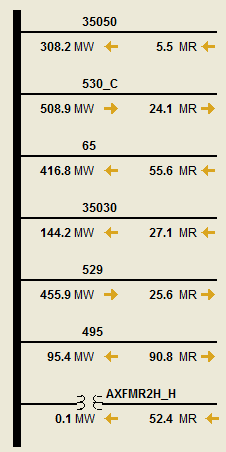 35050
308.2 MW 5.5 MR
530_C
508.9 MW 24.1 MR
65
416.8 MW 55.6 MR
35030
144.2 MW 27.1 MR
529
455.9 MW 25.6 MR
495
95.4 MW 90.8 MR
AXFMR2H_H
0.1 MW 52.4 MR